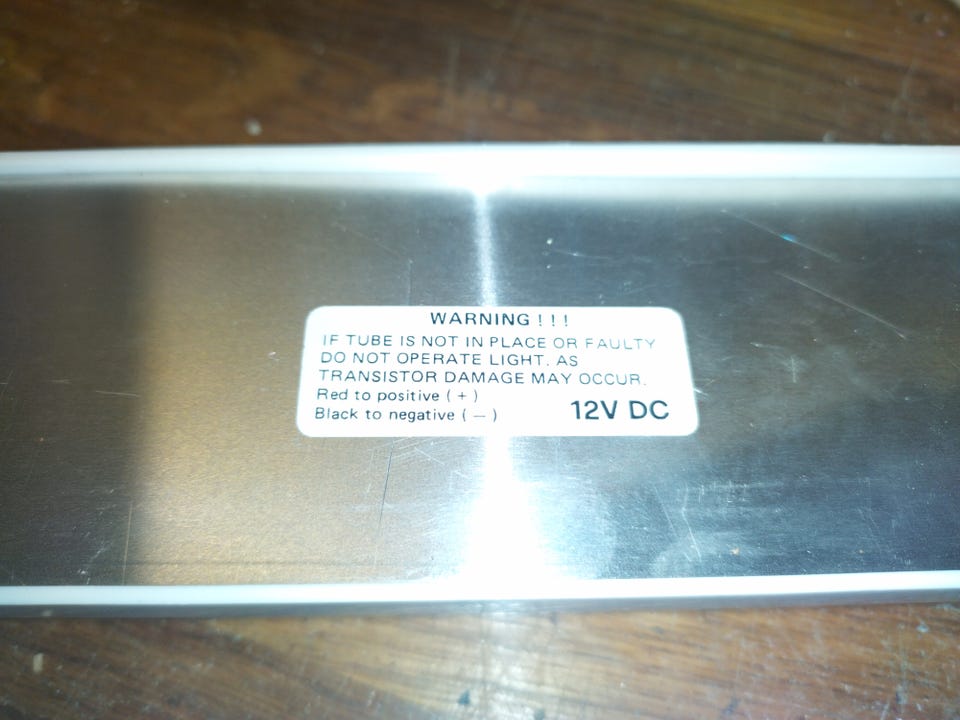 WARNING ! ! !
IF TUBE IS NOT IN PLACE OR FAULTY
DO NOT OPERATE LIGHT. AS
TRANSISTOR DAMAGE MAY OCCUR.
Red to positive ( + )
Black to negative ( — ) 12V DC